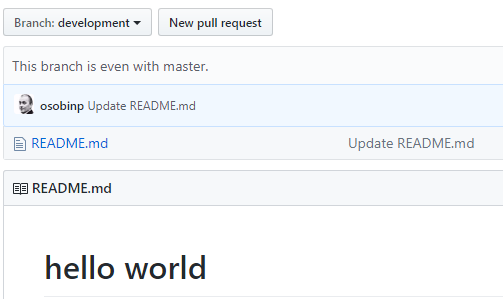 Branch: development New pull request
This branch is even with master.
osobinp Update README.md
README.md Update README.md
README.md
hello world